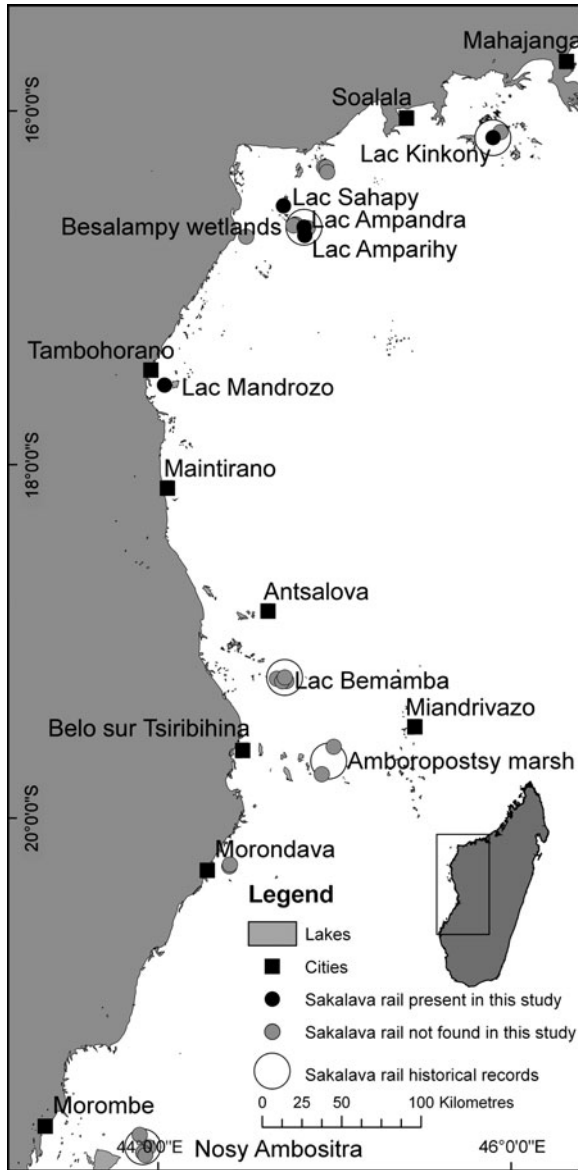 Mahajanga
Soalala
16°0'0"S
Lac Kinkony
Lac Sahapy
Besalampy wetlands
Lac Ampandra
Lac Amparihy
Tambohorano
Lac Mandrozo
18°0'0"S
Maintirano
Antsalova
Lac Bemamba
Miandrivazo
Belo sur Tsiribihina
Amboropostsy marsh
20°0'0"S
Morondava
Legend
Lakes
Cities
Sakalava rail present in this study
Sakalava rail not found in this study
Sakalava rail historical records
0 25 50 100 Kilometres
Morombe
44°0'0"E
Nosy Ambositra
46°0'0"E